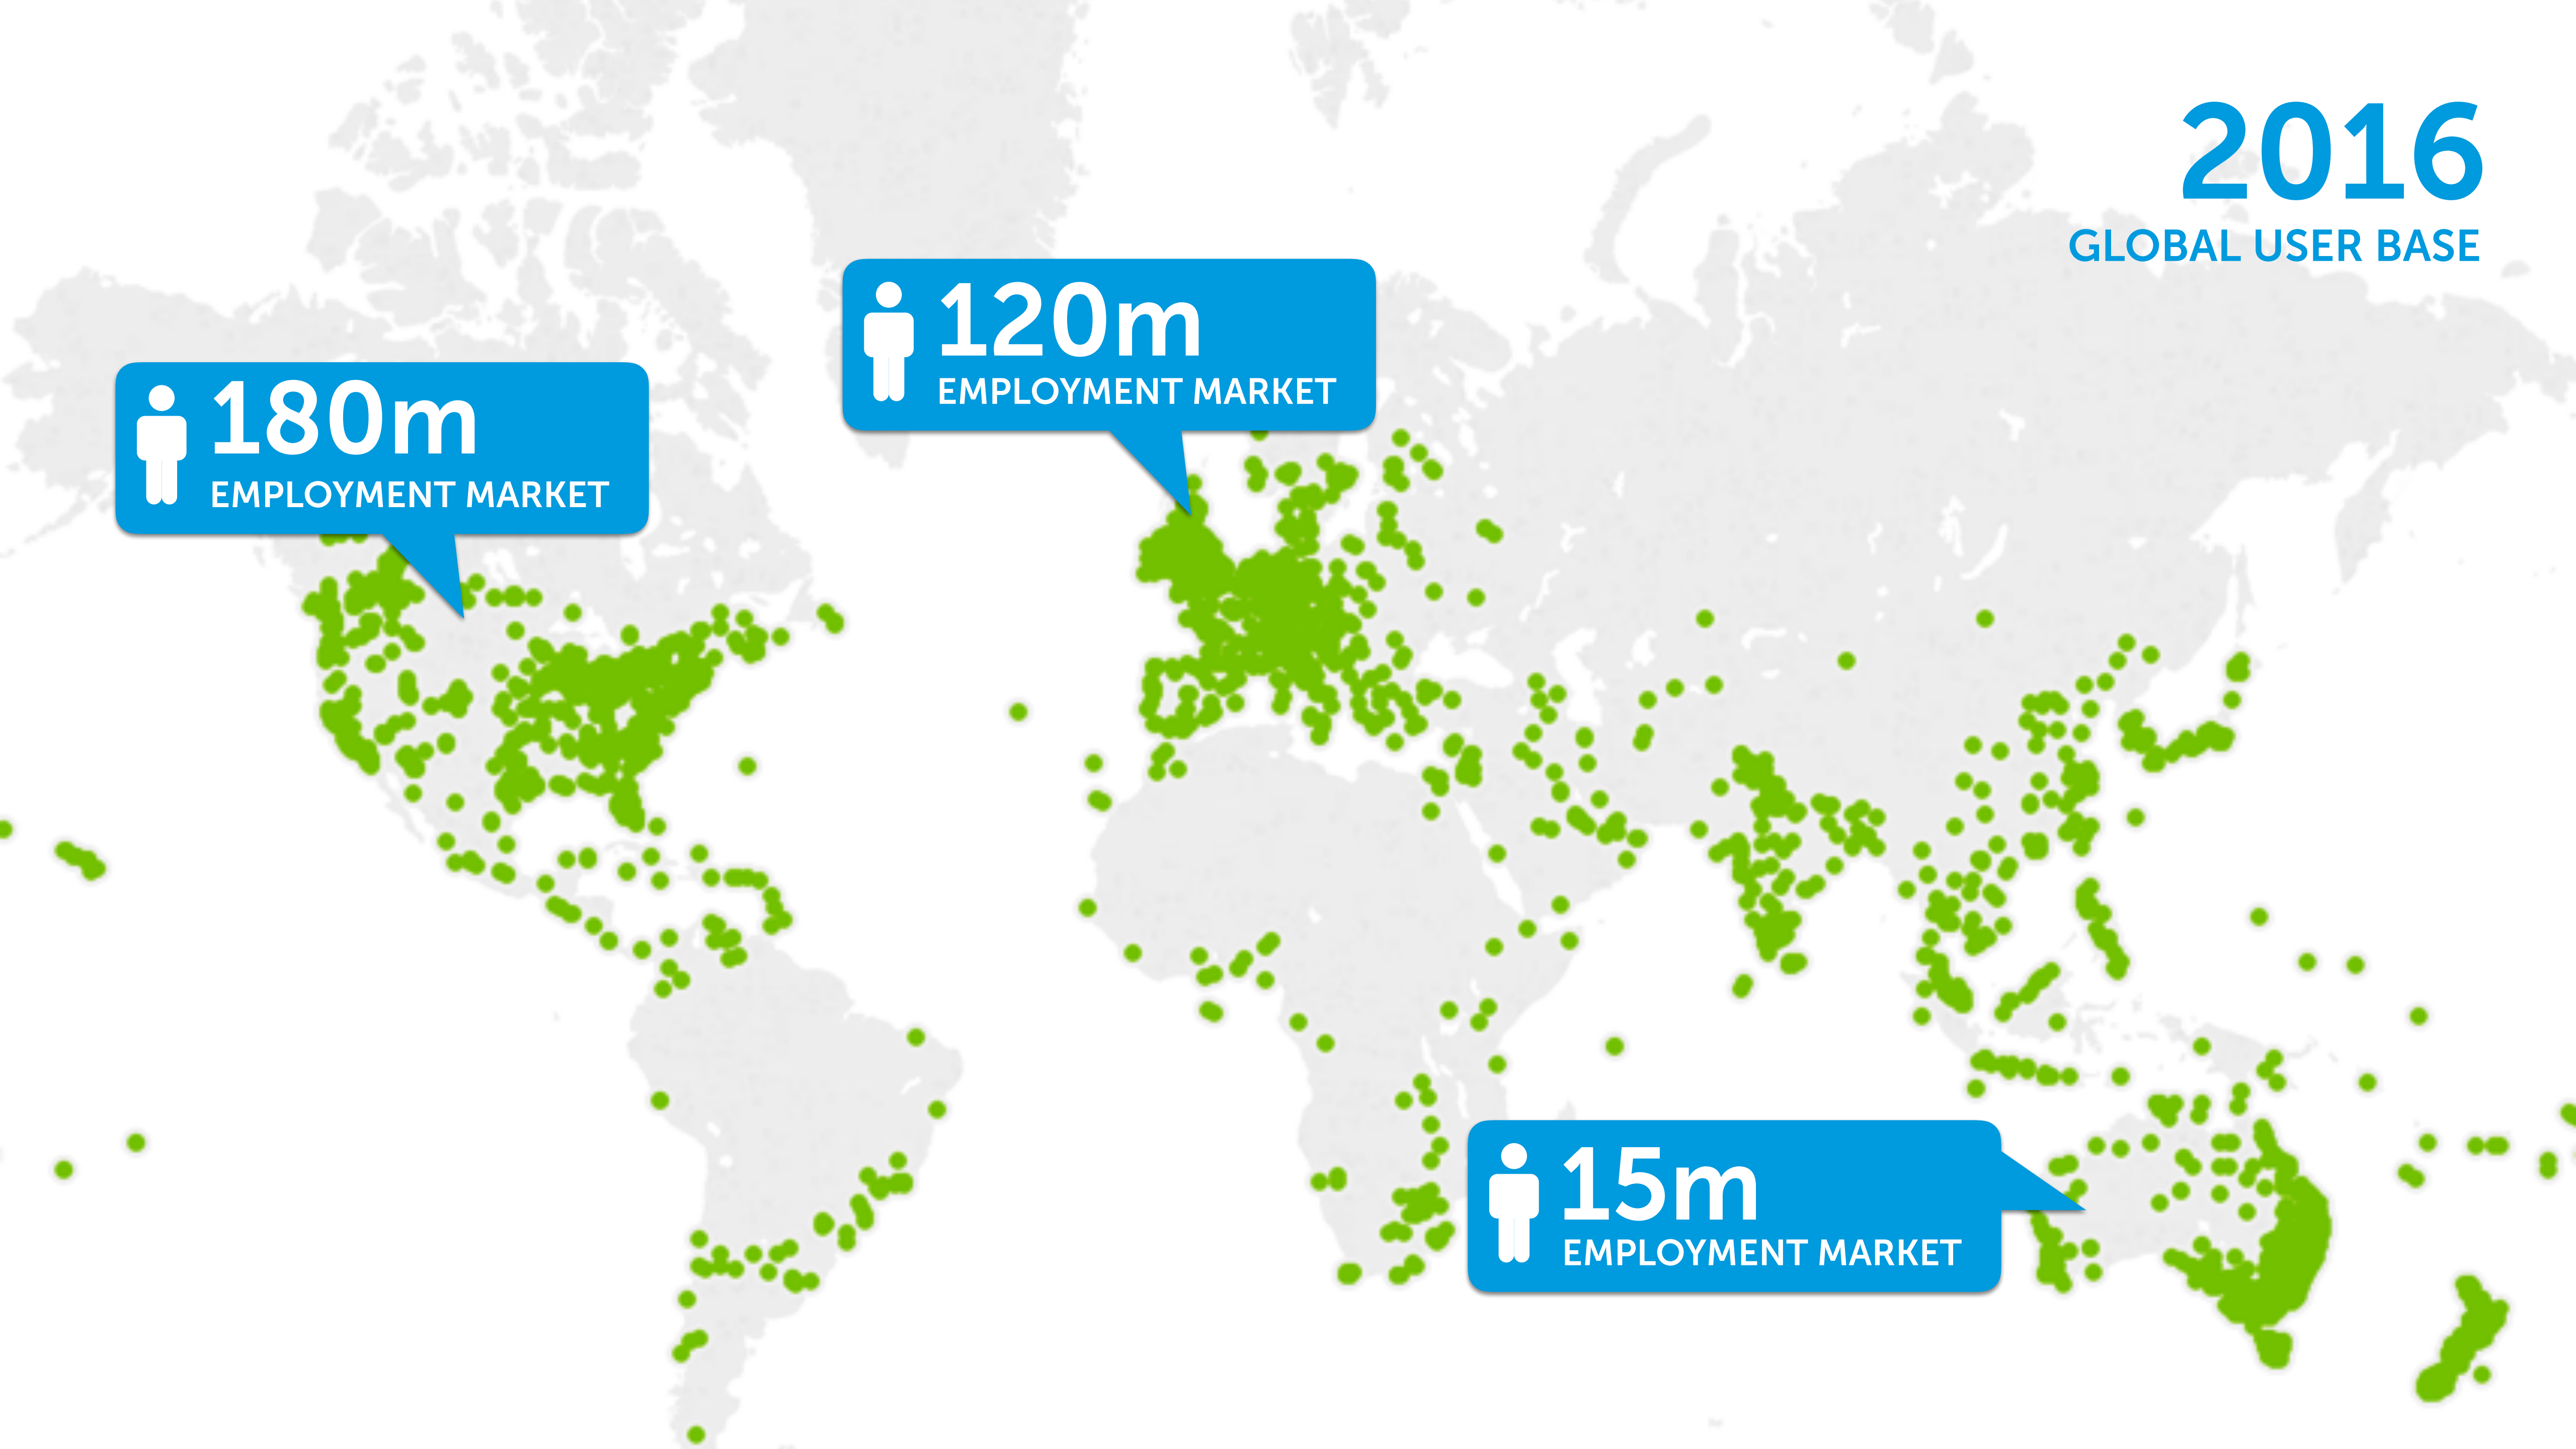 2016
GLOBAL USER BASE
120m
EMPLOYMENT MARKET
180m
EMPLOYMENT MARKET
15m
EMPLOYMENT MARKET